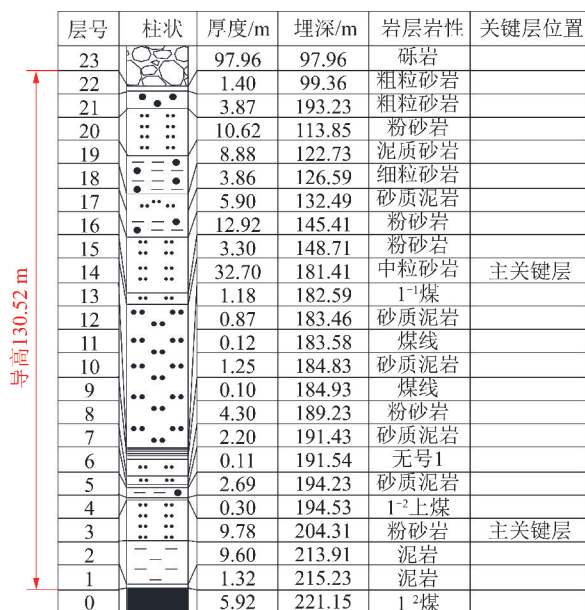 层号 柱状 厚度/m 埋深/m 岩层岩性 关键层位置
23 97.96 97.96 砾岩
22 1.40 99.36 粗粒砂岩
21 3.87 193.23 粗粒砂岩
20 10.62 113.85 粉砂岩
19 8.88 122.73 泥质砂岩
18 3.86 126.59 细粒砂岩
17 5.90 132.49 砂质泥岩
16 12.92 145.41 粉砂岩
15 3.30 148.71 粉砂岩
14 32.70 181.41 中粒砂岩 主关键层
13 1.18 182.59 1⁻¹煤
12 0.87 183.46 砂质泥岩
11 0.12 183.58 煤线
10 1.25 184.83 砂质泥岩
9 0.10 184.93 煤线
8 4.30 189.23 粉砂岩
7 2.20 191.43 砂质泥岩
6 0.11 191.54 无号1
5 2.69 194.23 砂质泥岩
4 0.30 194.53 1⁻²上煤
3 9.78 204.31 粉砂岩 主关键层
2 9.60 213.91 泥岩
1 1.32 215.23 泥岩
0 5.92 221.15 1⁻²煤
导高130.52 m